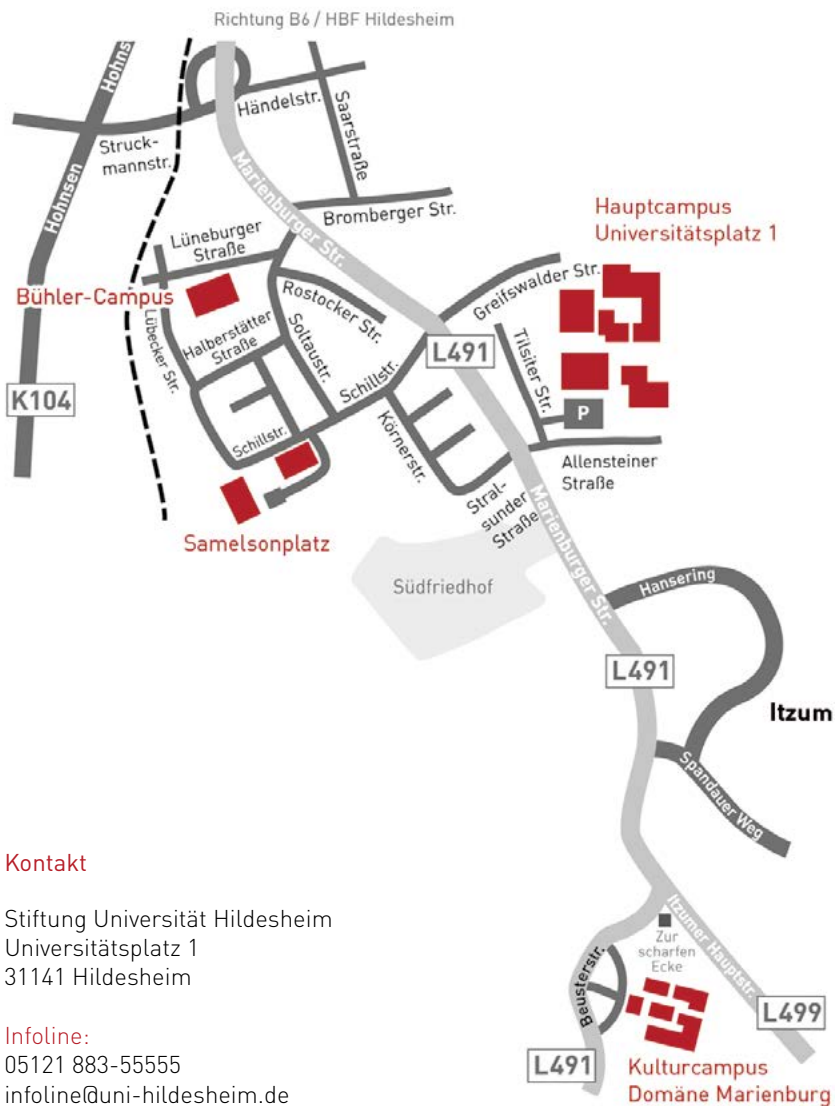 Richtung B6 / HBF Hildesheim
Hohns
Händelstr.
Saarstraße
Struck-
mannstr.
Hohnsen
Marienburger Str.
Bromberger Str.
Hauptcampus
Universitätsplatz 1
Lüneburger
Straße
Greifswalder Str.
Bühler-Campus
Rostocker Str.
Lübecker Str.
Halberstätter
Straße
Soltaustr.
L491
Tilsiter Str.
K104
Schillstr.
P
Schillstr.
Körnerstr.
Allensteiner
Straße
Stral-
sunder
Straße
Samelsonplatz
Marienburger Str.
Südfriedhof
Hansering
L491
Itzum
Spandauer Weg
Kontakt
Stiftung Universität Hildesheim
Universitätsplatz 1
31141 Hildesheim
Infoline:
05121 883-55555
infoline@uni-hildesheim.de
Itzumer Hauptstr.
Zur
scharfen
Ecke
Beusterstr.
L499
L491
Kulturcampus
Domäne Marienburg